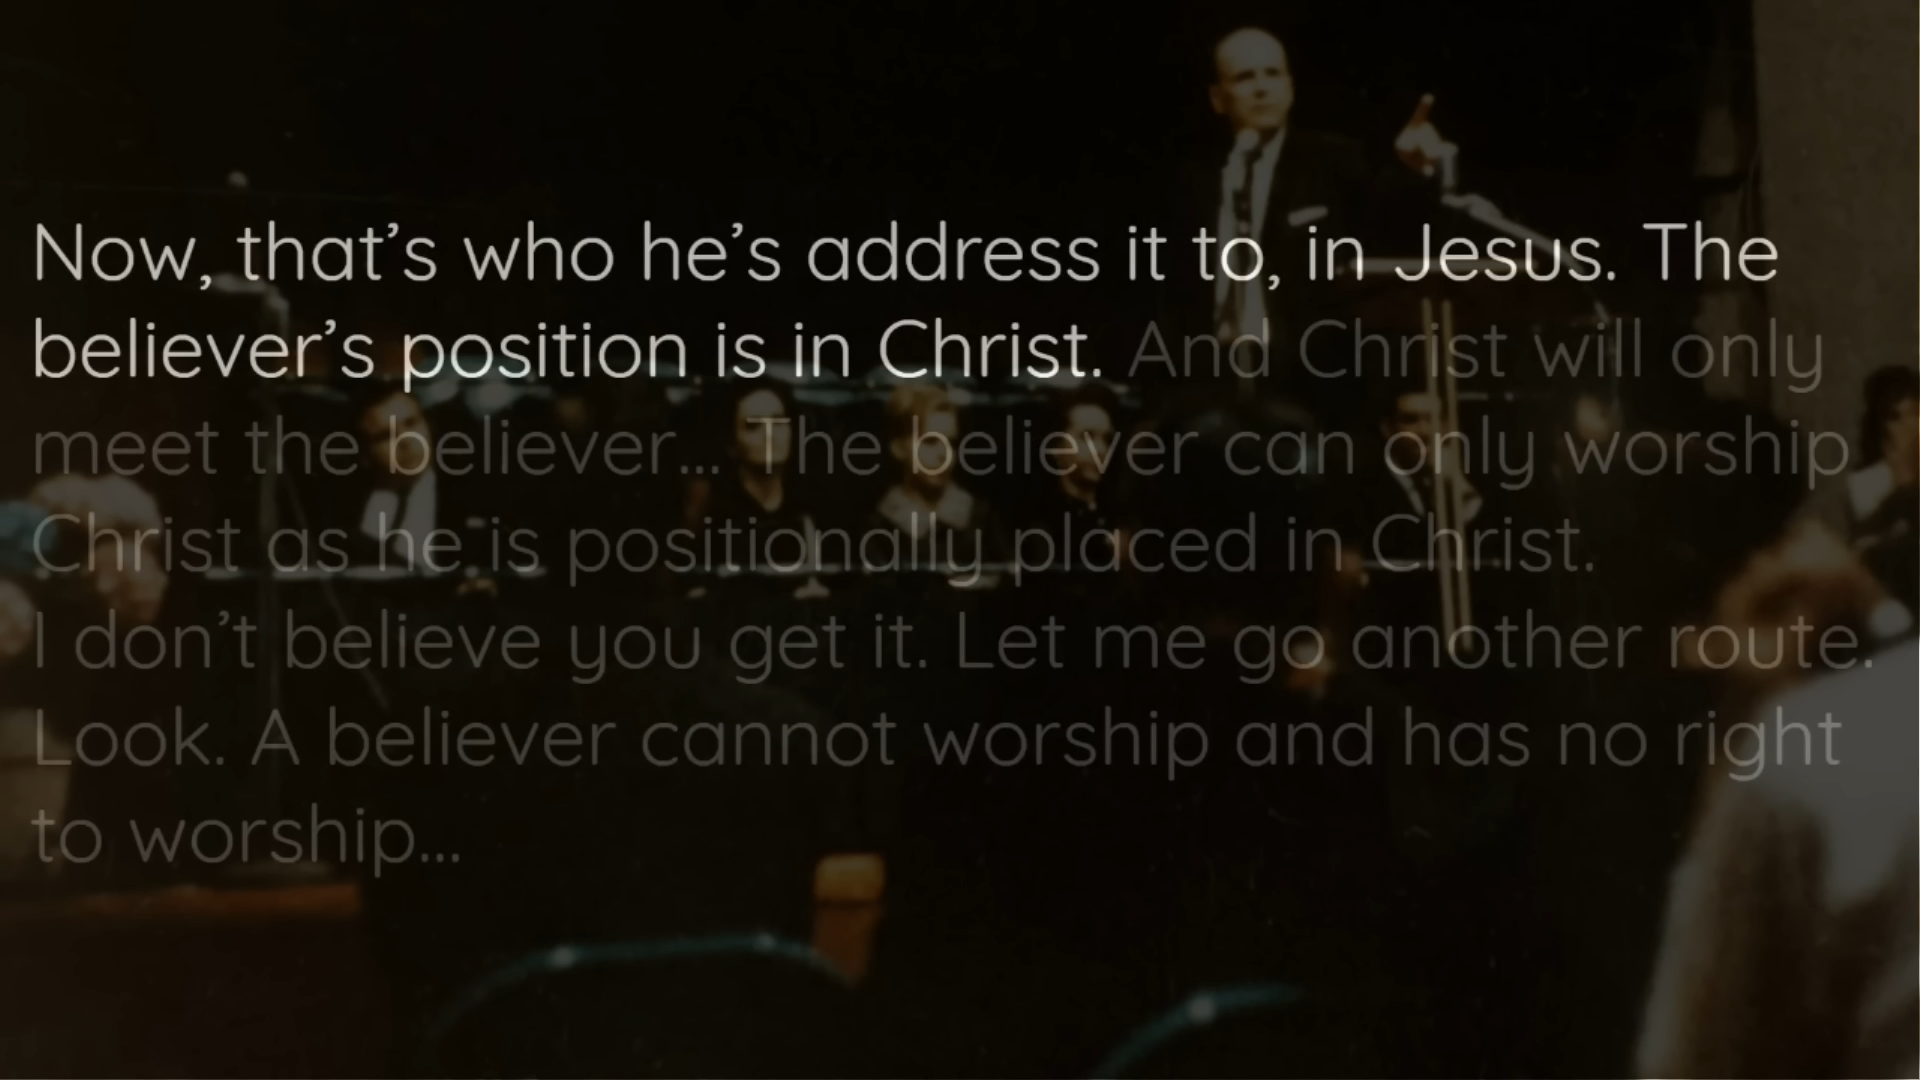 Now, that’s who he’s address it to, in Jesus. The
believer’s position is in Christ. And Christ will only
meet the believer... The believer can only worship
Christ as he is positionally placed in Christ.
I don’t believe you get it. Let me go another route.
Look. A believer cannot worship and has no right
to worship...